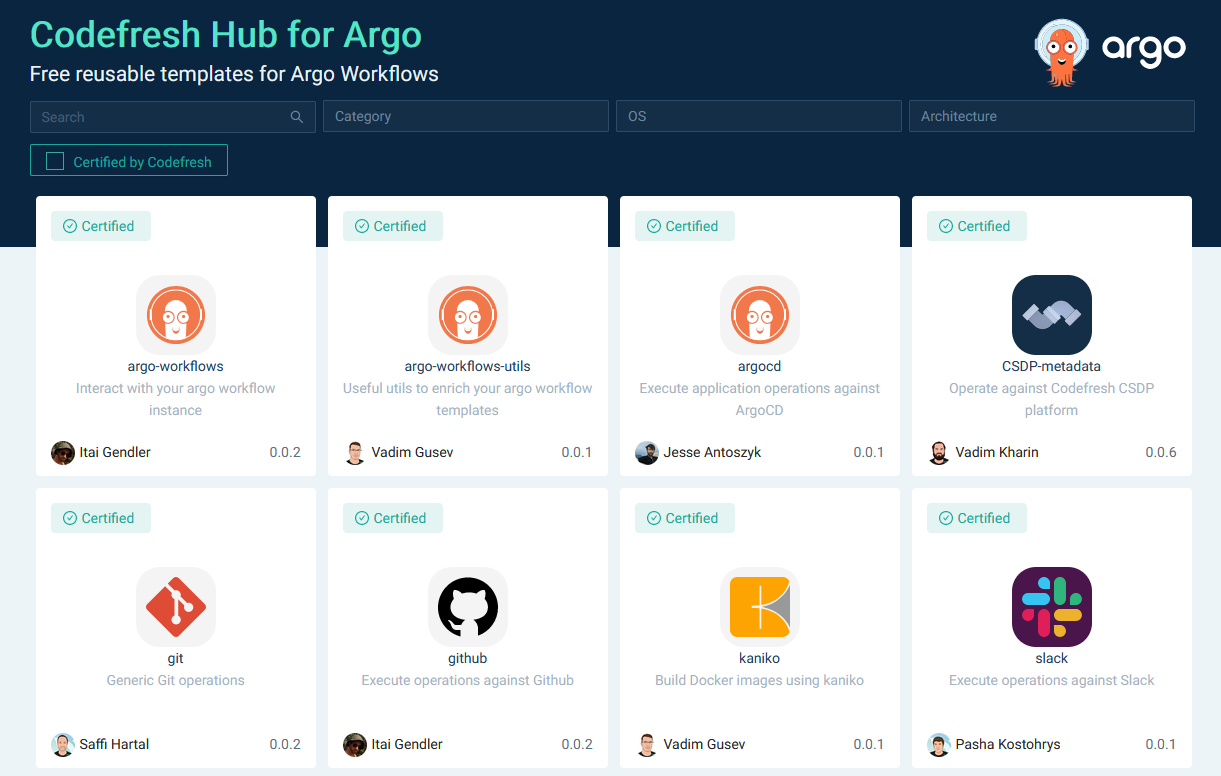 Codefresh Hub for Argo
Free reusable templates for Argo Workflows
argo
Search
Category
OS
Architecture
Certified by Codefresh
Certified
argo-workflows
Interact with your argo workflow
instance
Itai Gendler
0.0.2
Certified
argo-workflows-utils
Useful utils to enrich your argo workflow
templates
Vadim Gusev
0.0.1
Certified
argocd
Execute application operations against
ArgoCD
Jesse Antoszyk
0.0.1
Certified
CSDP-metadata
Operate against Codefresh CSDP
platform
Vadim Kharin
0.0.6
Certified
git
Generic Git operations
Saffi Hartal
0.0.2
Certified
github
Execute operations against Github
Itai Gendler
0.0.2
Certified
kaniko
Build Docker images using kaniko
Vadim Gusev
0.0.1
Certified
slack
Execute operations against Slack
Pasha Kostohrys
0.0.1